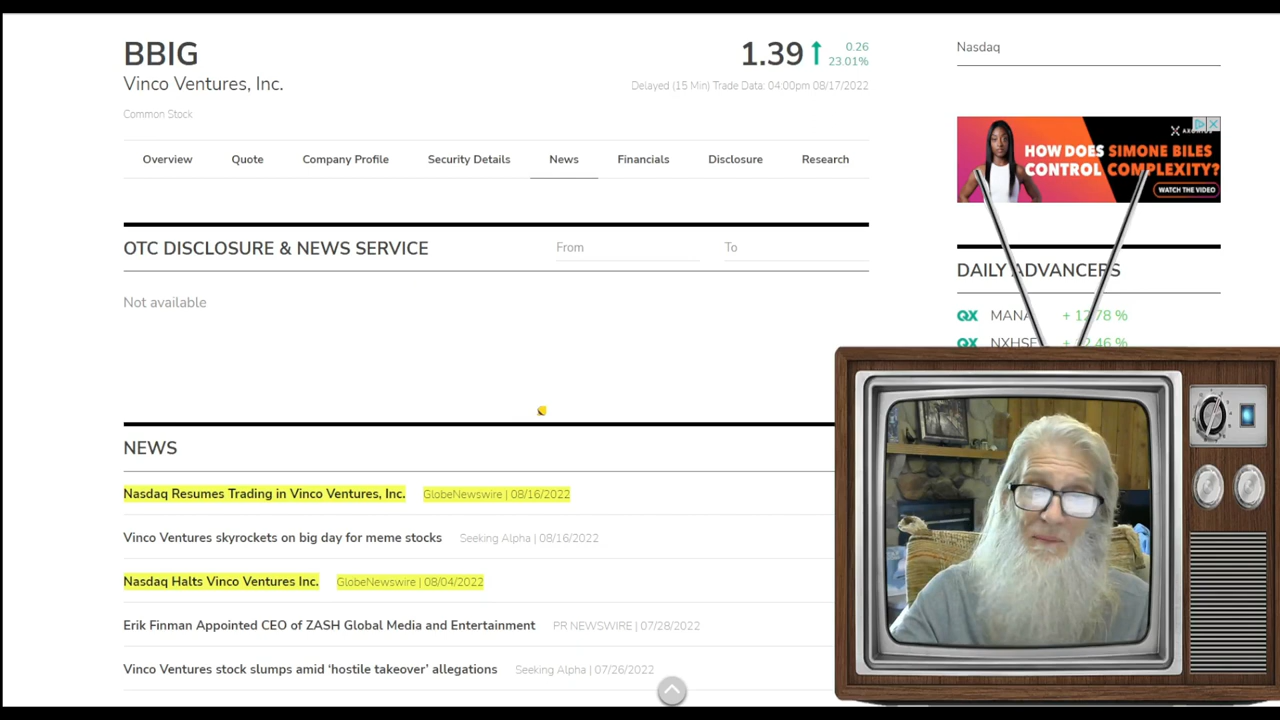 BBIG
Vinco Ventures, Inc.
Common Stock
1.39
0.26
23.01%
Delayed (15 Min) Trade Data: 04:00pm 08/17/2022
Overview Quote Company Profile Security Details News Financials Disclosure Research
OTC DISCLOSURE & NEWS SERVICE
From To
Not available
NEWS
Nasdaq Resumes Trading in Vinco Ventures, Inc. GlobeNewswire | 08/16/2022
Vinco Ventures skyrockets on big day for meme stocks Seeking Alpha | 08/16/2022
Nasdaq Halts Vinco Ventures Inc. GlobeNewswire | 08/04/2022
Erik Finman Appointed CEO of ZASH Global Media and Entertainment PR NEWSWIRE | 07/28/2022
Vinco Ventures stock slumps amid ‘hostile takeover’ allegations Seeking Alpha | 07/26/2022
Nasdaq
HOW DOES SIMONE BILES
CONTROL COMPLEXITY?
WATCH THE VIDEO
DAILY ADVANCERS
QX MANA + 12.78 %
QX NXHSF